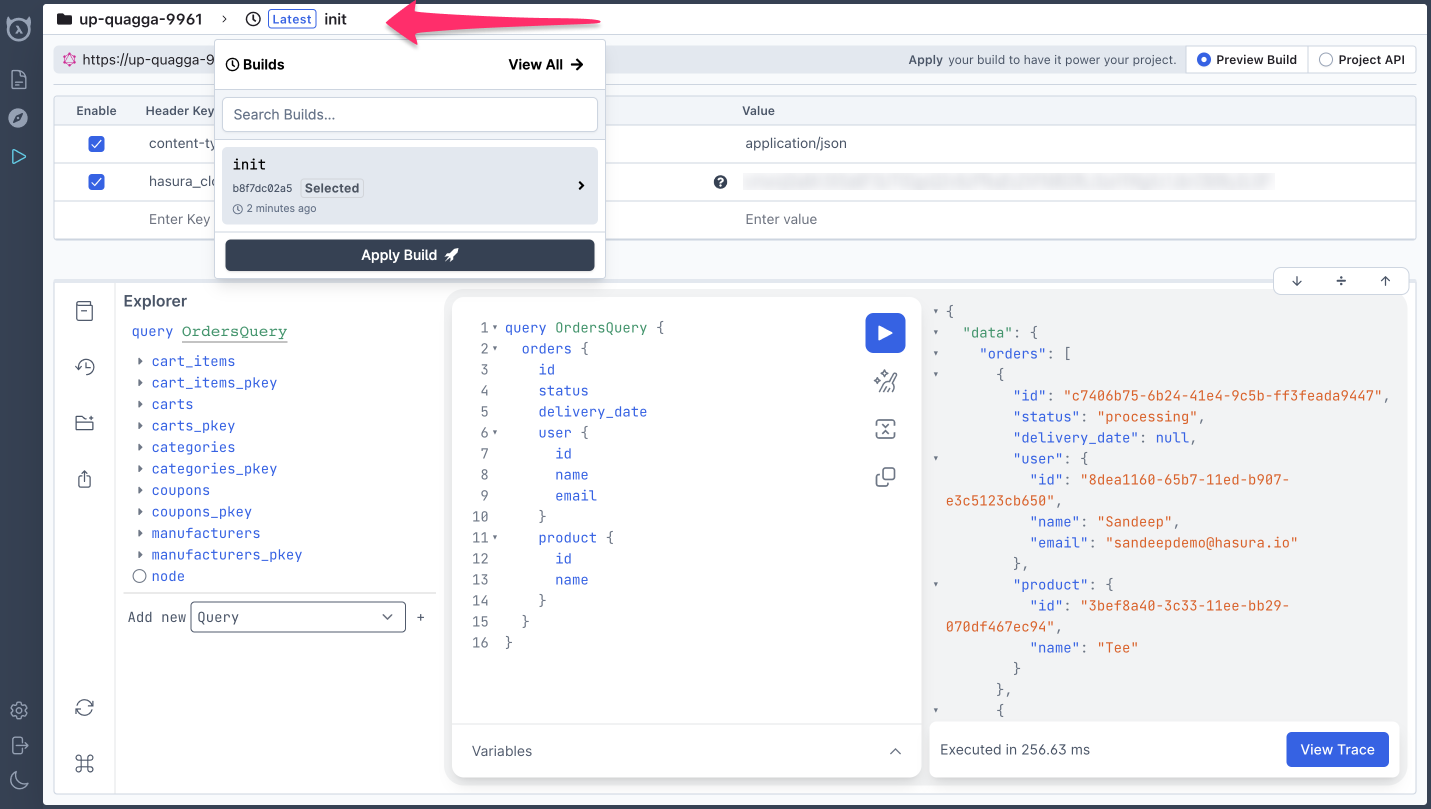 up-quagga-9961 › Latest init
https://up-quagga-9
Apply your build to have it power your project.
Preview Build
Project API
Builds
View All →
Search Builds...
init
b8f7dc02a5 Selected
2 minutes ago
Apply Build
Enable
Header Key
Value
content-ty
application/json
hasura_clo
Enter Key
Enter value
Explorer
query OrdersQuery
cart_items
cart_items_pkey
carts
carts_pkey
categories
categories_pkey
coupons
coupons_pkey
manufacturers
manufacturers_pkey
node
Add new Query +
1 query OrdersQuery {
2 orders {
3 id
4 status
5 delivery_date
6 user {
7 id
8 name
9 email
10 }
11 product {
12 id
13 name
14 }
15 }
16 }
Variables
{
"data": {
"orders": [
{
"id": "c7406b75-6b24-41e4-9c5b-ff3feada9447",
"status": "processing",
"delivery_date": null,
"user": {
"id": "8dea1160-65b7-11ed-b907-
e3c5123cb650",
"name": "Sandeep",
"email": "sandeepdemo@hasura.io"
},
"product": {
"id": "3bef8a40-3c33-11ee-bb29-
070df467ec94",
"name": "Tee"
}
},
{
Executed in 256.63 ms
View Trace